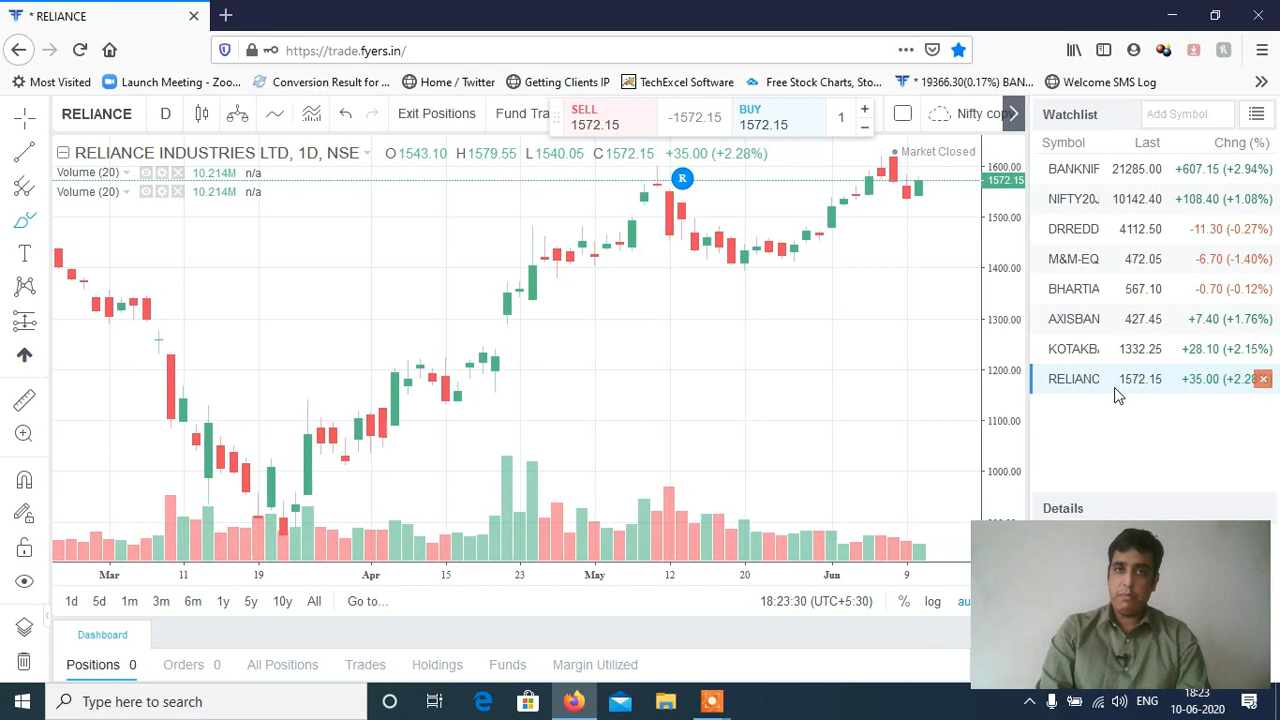 * RELIANCE
https://trade.fyers.in/
Most Visited
Launch Meeting - Zoo...
Conversion Result for ...
Home / Twitter
Getting Clients IP
TechExcel Software
Free Stock Charts, Sto...
* 19366.30(0.17%) BAN...
Welcome SMS Log
RELIANCE
D
Exit Positions
Fund Tra
SELL
1572.15
-1572.15
BUY
1572.15
1
Nifty cop
Watchlist
Add Symbol
RELIANCE INDUSTRIES LTD, 1D, NSE
O1543.10 H1579.55 L1540.05 C1572.15 +35.00 (+2.28%)
Market Closed
Volume (20) 10.214M n/a
Volume (20) 10.214M n/a
R
1600.00
1572.15
1500.00
1400.00
1300.00
1200.00
1100.00
1000.00
Symbol Last Chng (%)
BANKNIF 21285.00 +607.15 (+2.94%)
NIFTY20J 10142.40 +108.40 (+1.08%)
DRREDD 4112.50 -11.30 (-0.27%)
M&M-EQ 472.05 -6.70 (-1.40%)
BHARTIA 567.10 -0.70 (-0.12%)
AXISBAN 427.45 +7.40 (+1.76%)
KOTAKBA 1332.25 +28.10 (+2.15%)
RELIANC 1572.15 +35.00 (+2.28
Details
Mar 11 19 Apr 15 23 May 12 20 Jun 9
1d 5d 1m 3m 6m 1y 5y 10y All Go to...
18:23:30 (UTC+5:30) % log au
Dashboard
Positions 0 Orders 0 All Positions Trades Holdings Funds Margin Utilized
Type here to search
ENG
18:23
10-06-2020